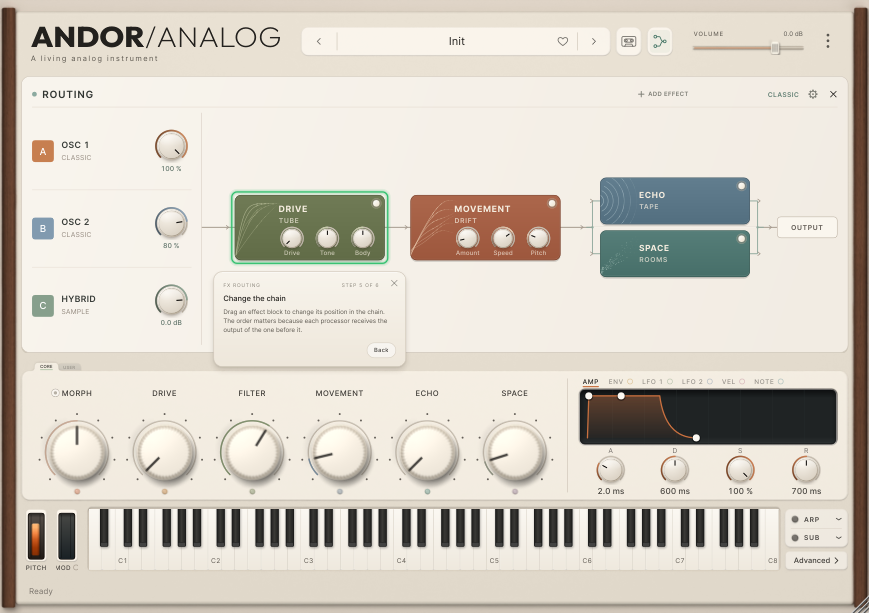 ANDOR/ANALOG
A living analog instrument
Init
VOLUME
0.0 dB
ROUTING
ADD EFFECT
CLASSIC
A
OSC 1
CLASSIC
100 %
B
OSC 2
CLASSIC
80 %
C
HYBRID
SAMPLE
0.0 dB
DRIVE
TUBE
Drive Tone Body
MOVEMENT
DRIFT
Amount Speed Pitch
ECHO
TAPE
SPACE
ROOMS
OUTPUT
FX ROUTING
STEP 5 OF 6
Change the chain
Drag an effect block to change its position in the chain.
The order matters because each processor receives the
output of the one before it.
Back
CORE
MORPH DRIVE FILTER MOVEMENT ECHO SPACE
AMP ENV LFO 1 LFO 2 VEL NOTE
A D S R
2.0 ms 600 ms 100 % 700 ms
PITCH MOD
C1 C2 C3 C4 C5 C6 C7 C8
ARP
SUB
Advanced
Ready